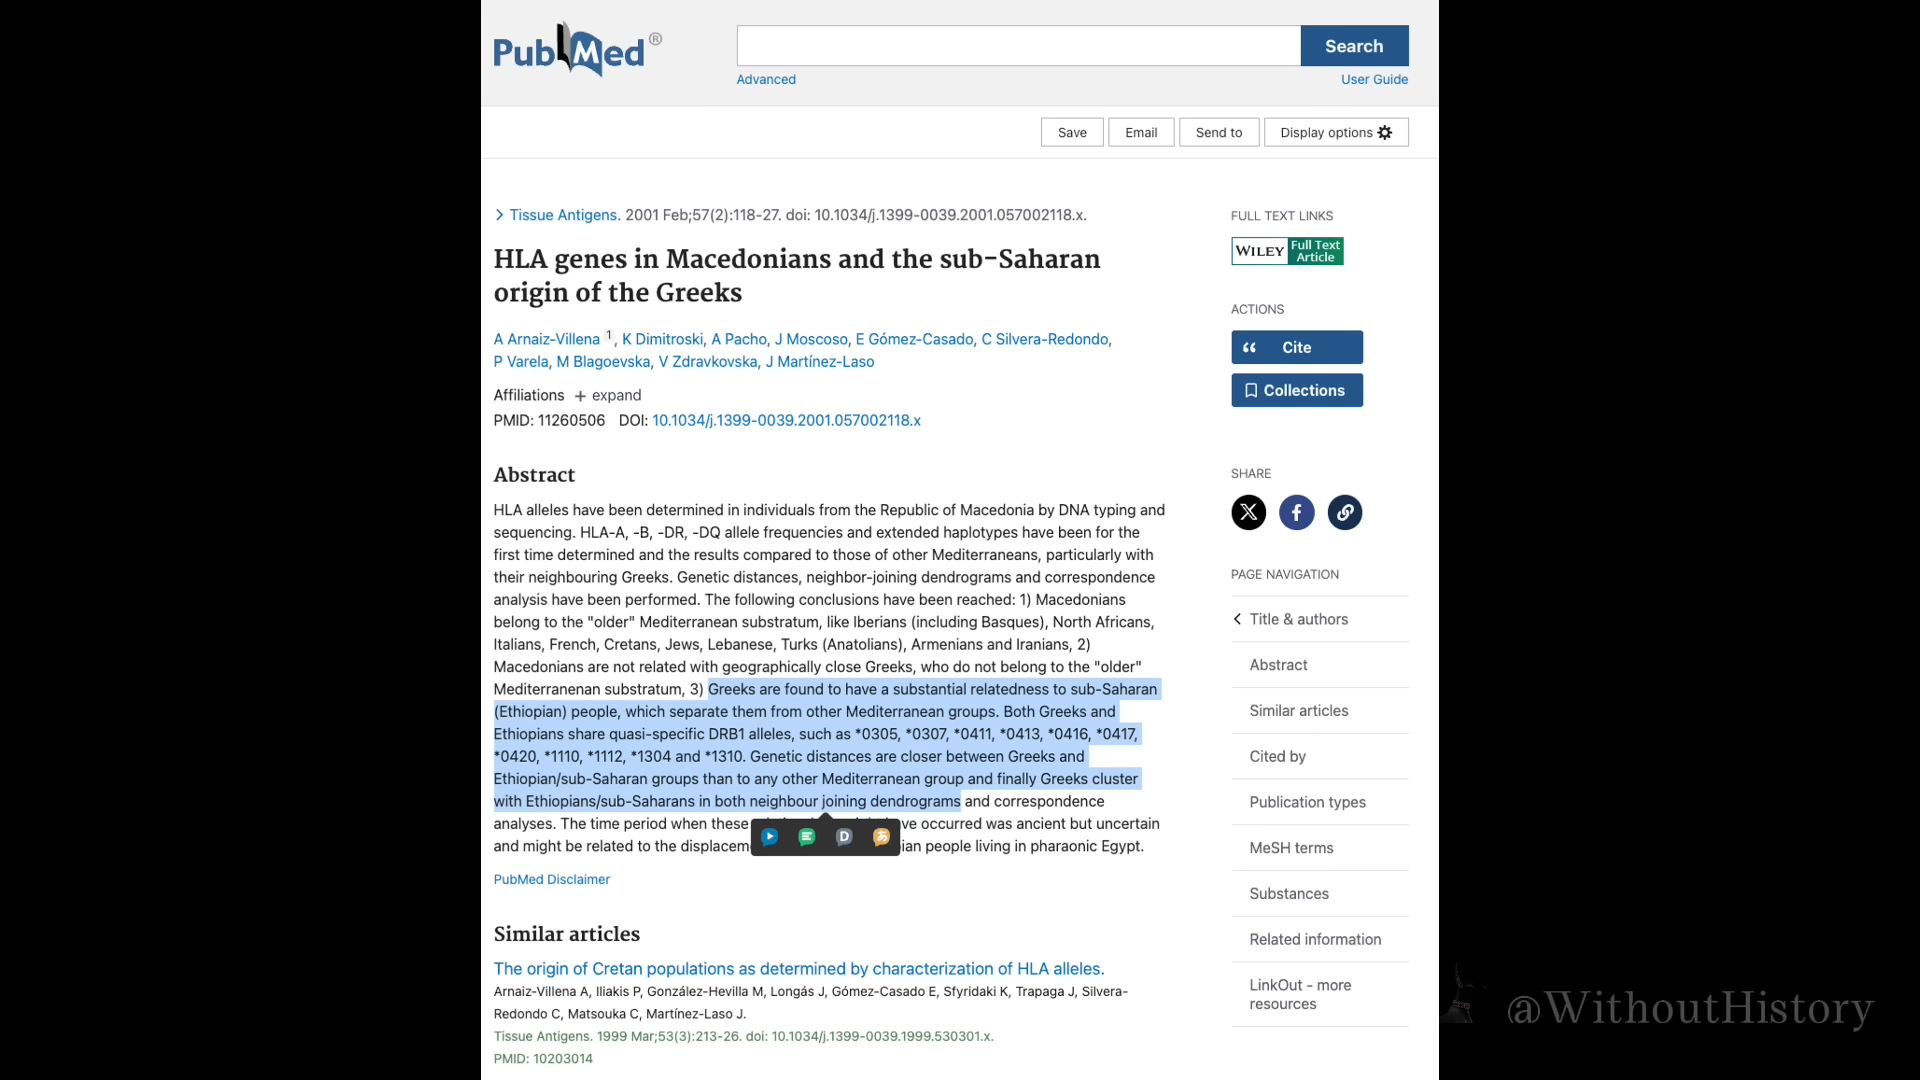 PubMed®
Search
Advanced
User Guide
Save
Email
Send to
Display options
Tissue Antigens. 2001 Feb;57(2):118-27. doi: 10.1034/j.1399-0039.2001.057002118.x.
HLA genes in Macedonians and the sub-Saharan
origin of the Greeks
A Arnaiz-Villena 1, K Dimitroski, A Pacho, J Moscoso, E Gómez-Casado, C Silvera-Redondo,
P Varela, M Blagoevska, V Zdravkovska, J Martínez-Laso
Affiliations + expand
PMID: 11260506 DOI: 10.1034/j.1399-0039.2001.057002118.x
Abstract
HLA alleles have been determined in individuals from the Republic of Macedonia by DNA typing and
sequencing. HLA-A, -B, -DR, -DQ allele frequencies and extended haplotypes have been for the
first time determined and the results compared to those of other Mediterraneans, particularly with
their neighbouring Greeks. Genetic distances, neighbor-joining dendrograms and correspondence
analysis have been performed. The following conclusions have been reached: 1) Macedonians
belong to the "older" Mediterranean substratum, like Iberians (including Basques), North Africans,
Italians, French, Cretans, Jews, Lebanese, Turks (Anatolians), Armenians and Iranians, 2)
Macedonians are not related with geographically close Greeks, who do not belong to the "older"
Mediterranenan substratum, 3) Greeks are found to have a substantial relatedness to sub-Saharan
(Ethiopian) people, which separate them from other Mediterranean groups. Both Greeks and
Ethiopians share quasi-specific DRB1 alleles, such as *0305, *0307, *0411, *0413, *0416, *0417,
*0420, *1110, *1112, *1304 and *1310. Genetic distances are closer between Greeks and
Ethiopian/sub-Saharan groups than to any other Mediterranean group and finally Greeks cluster
with Ethiopians/sub-Saharans in both neighbour joining dendrograms and correspondence
analyses. The time period when these have occurred was ancient but uncertain
and might be related to the people living in pharaonic Egypt.
D あ
PubMed Disclaimer
Similar articles
The origin of Cretan populations as determined by characterization of HLA alleles.
Arnaiz-Villena A, Iliakis P, González-Hevilla M, Longás J, Gómez-Casado E, Sfyridaki K, Trapaga J, Silvera-
Redondo C, Matsouka C, Martínez-Laso J.
Tissue Antigens. 1999 Mar;53(3):213-26. doi: 10.1034/j.1399-0039.1999.530301.x.
PMID: 10203014
FULL TEXT LINKS
WILEY Full Text
Article
ACTIONS
Cite
Collections
SHARE
PAGE NAVIGATION
Title & authors
Abstract
Similar articles
Cited by
Publication types
MeSH terms
Substances
Related information
LinkOut - more
resources
@WithoutHistory